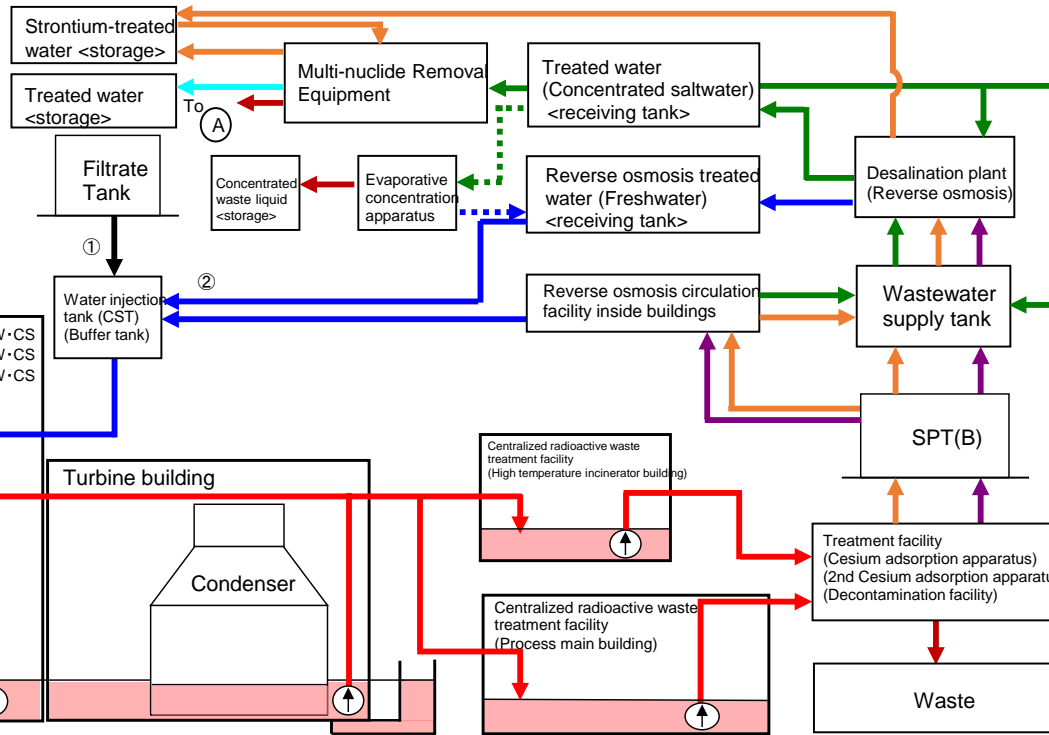 Strontium-treated
water <storage>
Multi-nuclide Removal
Equipment
Treated water
(Concentrated saltwater)
<receiving tank>
Treated water
<storage>
To
A
Filtrate
Tank
Concentrated
waste liquid
<storage>
Evaporative
concentration
apparatus
Reverse osmosis treated
water (Freshwater)
<receiving tank>
Desalination plant
(Reverse osmosis)
①
②
Water injection
tank (CST)
(Buffer tank)
Reverse osmosis circulation
facility inside buildings
Wastewater
supply tank
W・CS
W・CS
W・CS
SPT(B)
Turbine building
Condenser
Centralized radioactive waste
treatment facility
(High temperature incinerator building)
Treatment facility
(Cesium adsorption apparatus)
(2nd Cesium adsorption apparatu
(Decontamination facility)
Centralized radioactive waste
treatment facility
(Process main building)
Waste